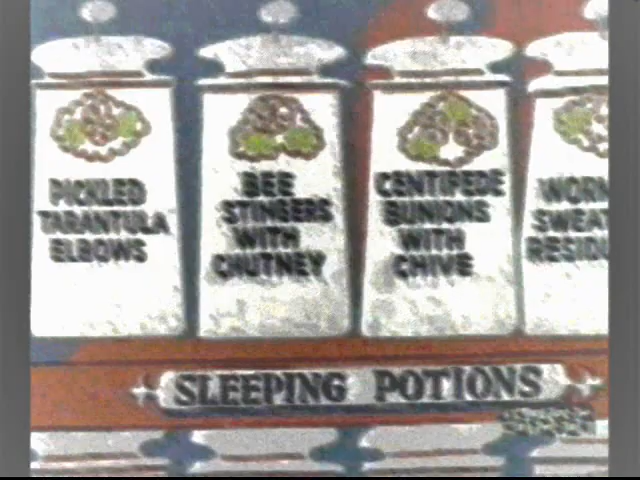 PICKLED
TARANTULA
ELBOWS
BEE
STINGERS
WITH
CHUTNEY
CENTIPEDE
BUNIONS
WITH
CHIVE
WORM
SWEAT
SLEEPING POTIONS